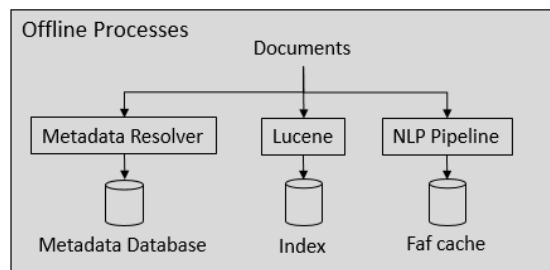 Offline Processes
Documents
Metadata Resolver
Lucene
NLP Pipeline
Metadata Database
Index
Faf cache